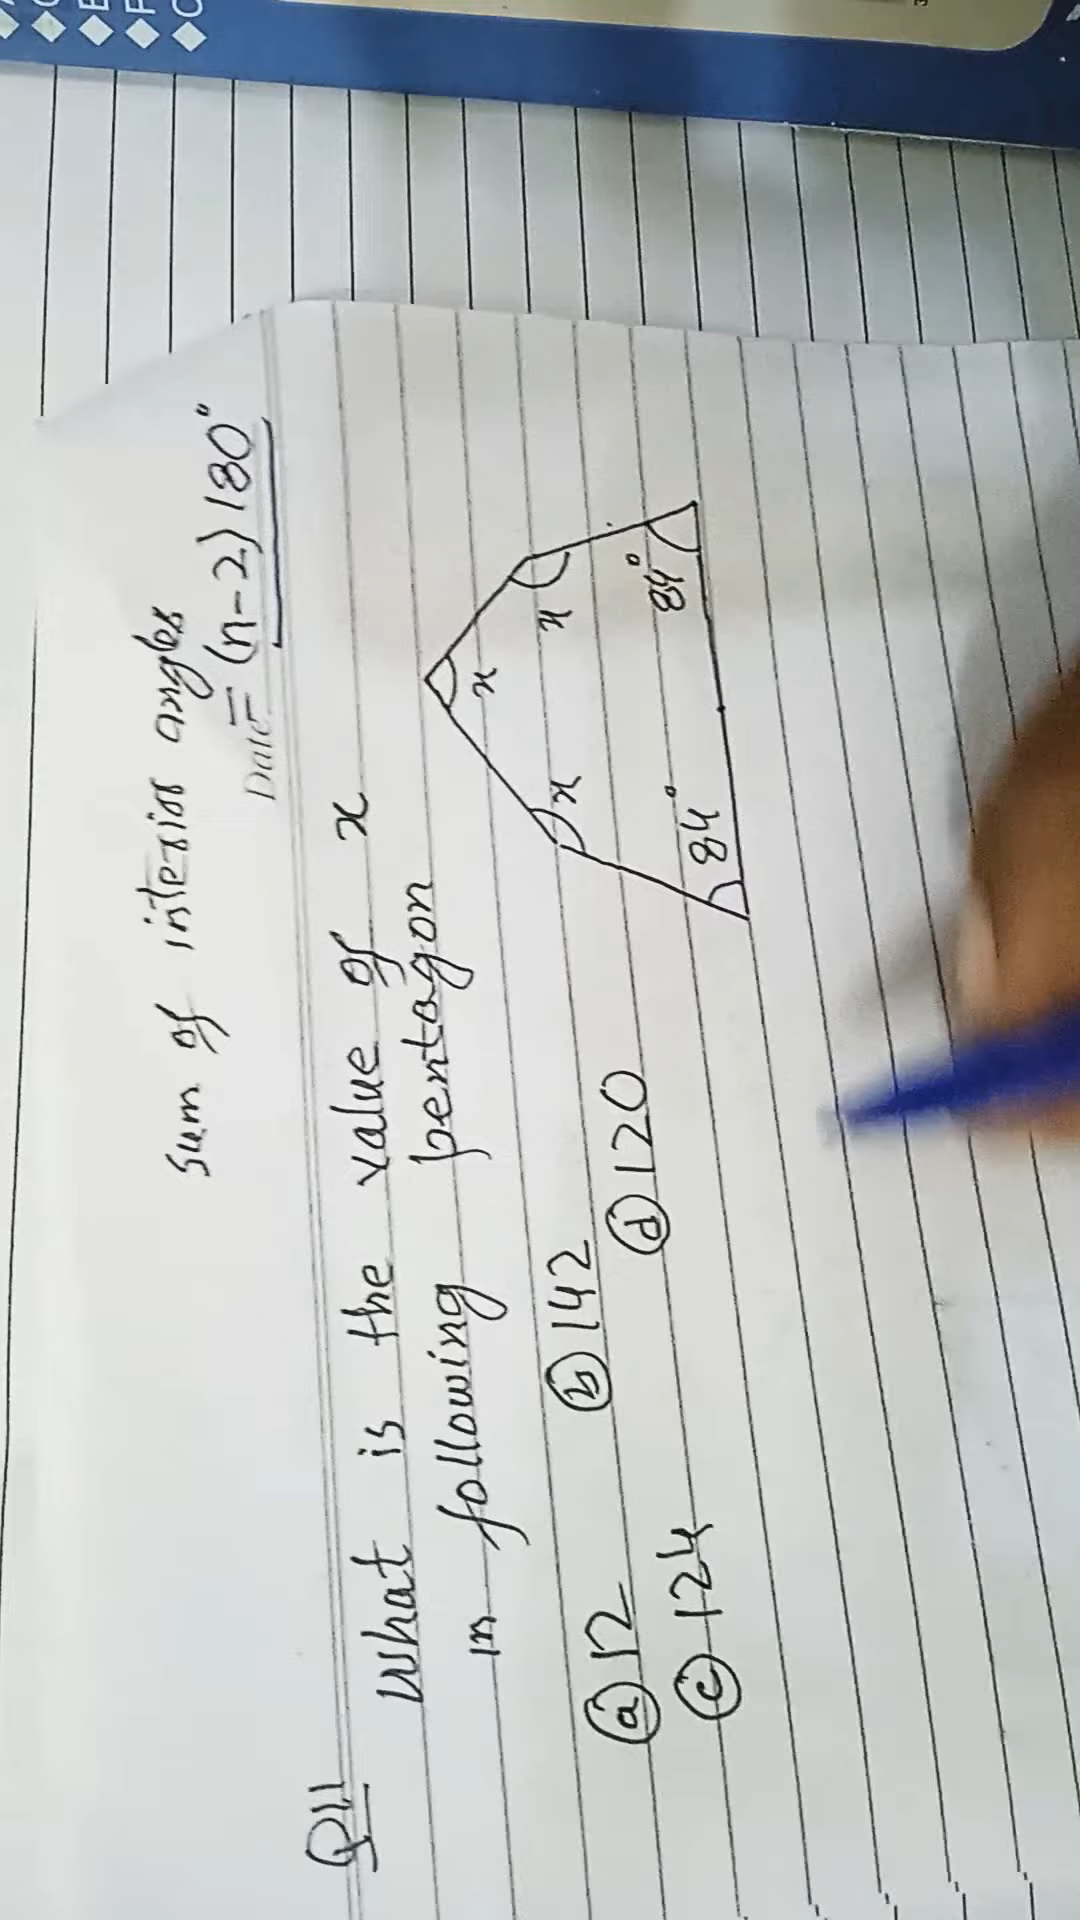 Sum of interior angles
Date = (n-2)180°
Q11 What is the value of x
in following pentagon
(a) 12 (b) 142
(c) 124 (d) 120
x
x
x
84°
84°